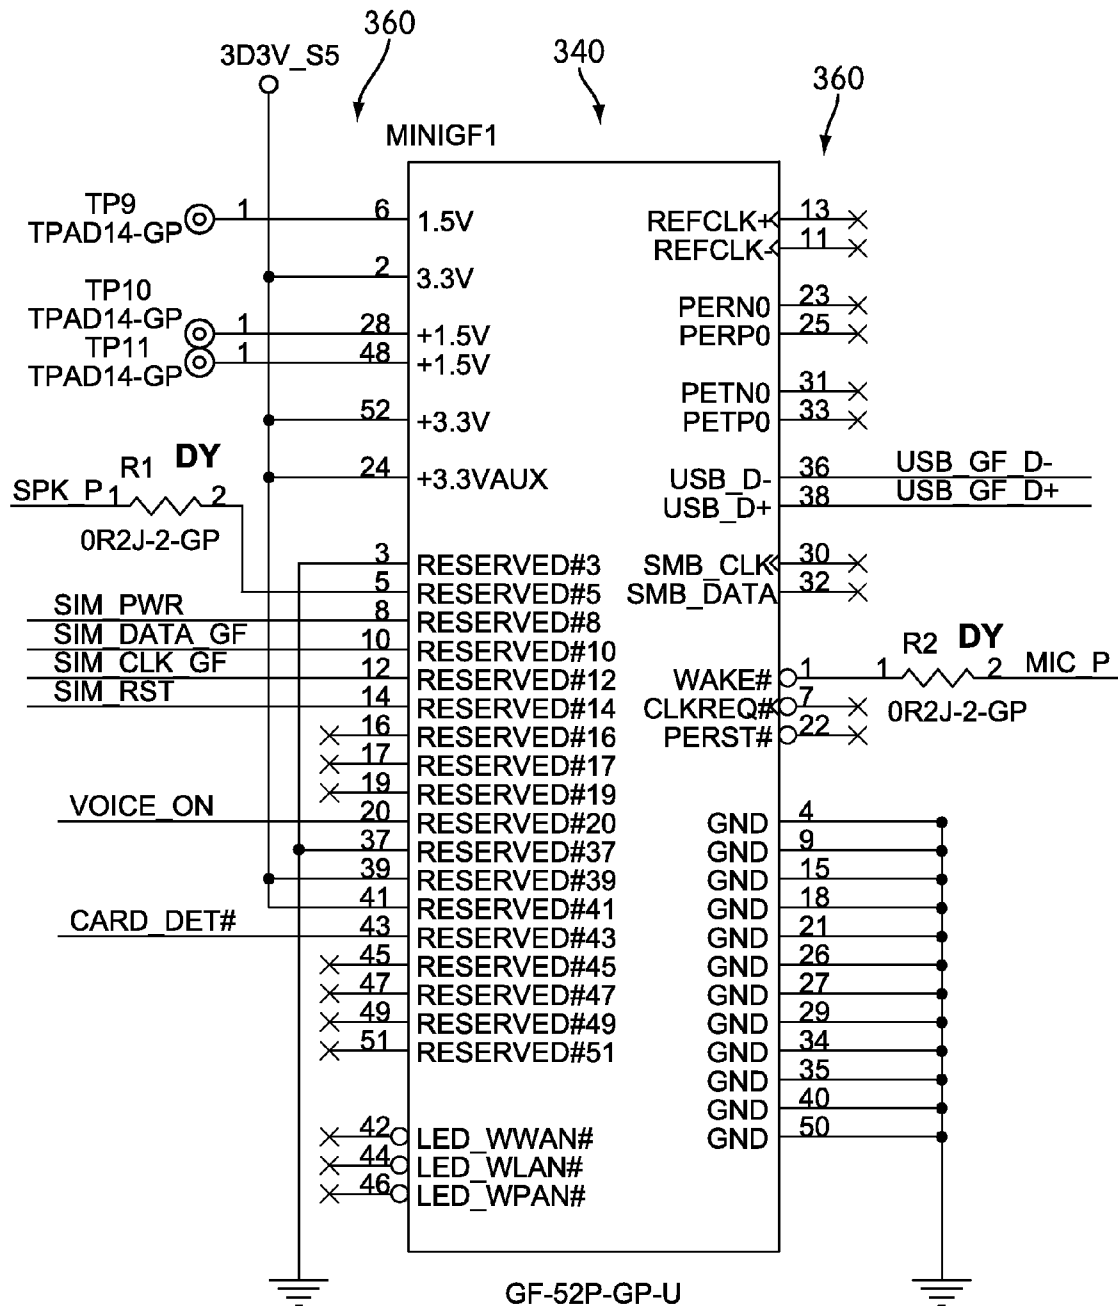 360
3D3V_S5
340
360
MINIGF1
TP9
TPAD14-GP
1
6
1.5V
REFCLK+
13
REFCLK-
11
2
3.3V
TP10
TPAD14-GP
1
28
+1.5V
PERN0
23
PERP0
25
TP11
TPAD14-GP
1
48
+1.5V
PETN0
31
52
+3.3V
PETP0
33
R1 DY
24
+3.3VAUX
USB_D-
36
USB_GF_D-
SPK_P
1
2
0R2J-2-GP
USB_D+
38
USB_GF_D+
3
RESERVED#3
SMB_CLK
30
5
RESERVED#5
SMB_DATA
32
SIM_PWR
8
RESERVED#8
SIM_DATA_GF
10
RESERVED#10
SIM_CLK_GF
12
RESERVED#12
WAKE#
1
1
R2 DY
2
MIC_P
0R2J-2-GP
SIM_RST
14
RESERVED#14
CLKREQ#
7
16
RESERVED#16
PERST#
22
17
RESERVED#17
19
RESERVED#19
VOICE_ON
20
RESERVED#20
GND
4
37
RESERVED#37
GND
9
39
RESERVED#39
GND
15
41
RESERVED#41
GND
18
CARD_DET#
43
RESERVED#43
GND
21
45
RESERVED#45
GND
26
47
RESERVED#47
GND
27
49
RESERVED#49
GND
29
51
RESERVED#51
GND
34
GND
35
GND
40
42
LED_WWAN#
GND
50
44
LED_WLAN#
46
LED_WPAN#
GF-52P-GP-U